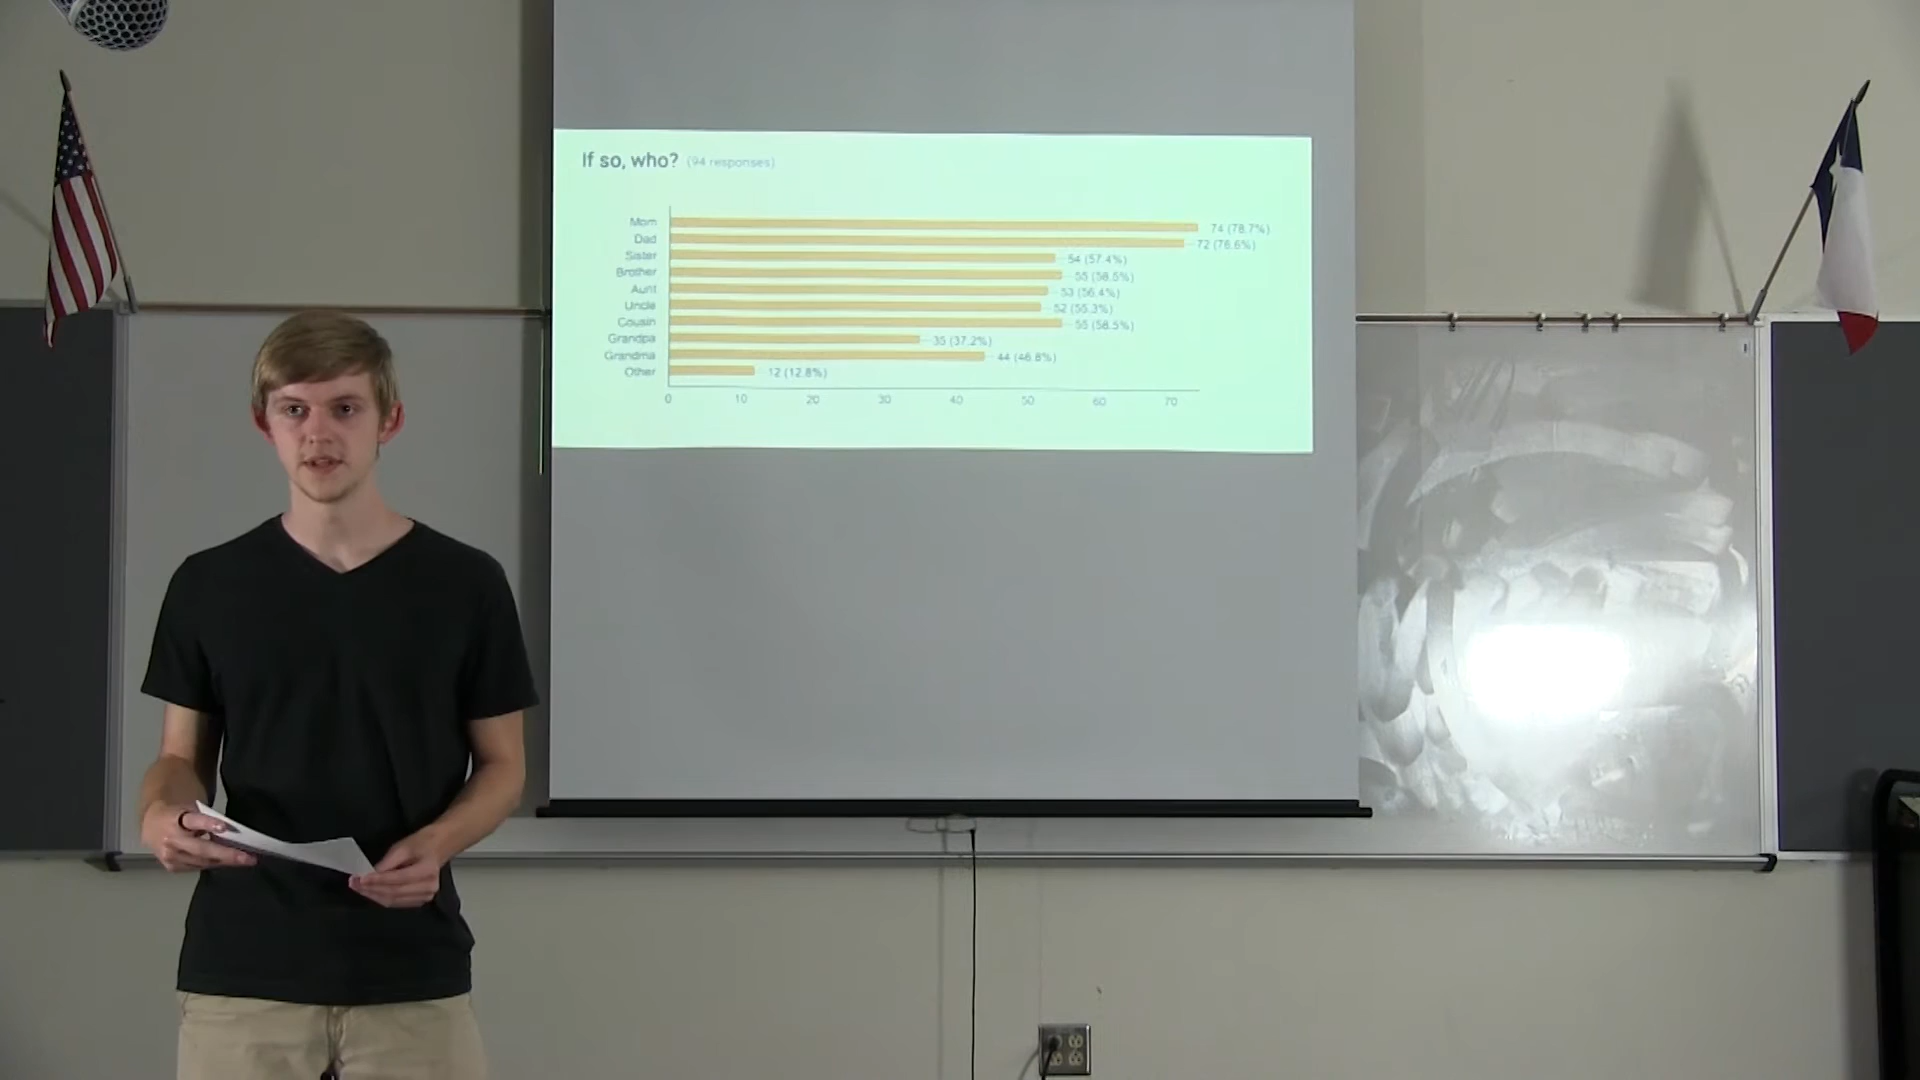 If so, who? (94 responses)
Mom 74 (78.7%)
Dad 72 (76.6%)
Sister 54 (57.4%)
Brother 55 (58.5%)
Aunt 53 (56.4%)
Uncle 52 (55.3%)
Cousin 55 (58.5%)
Grandpa 35 (37.2%)
Grandma 44 (46.8%)
Other 12 (12.8%)
0 10 20 30 40 50 60 70